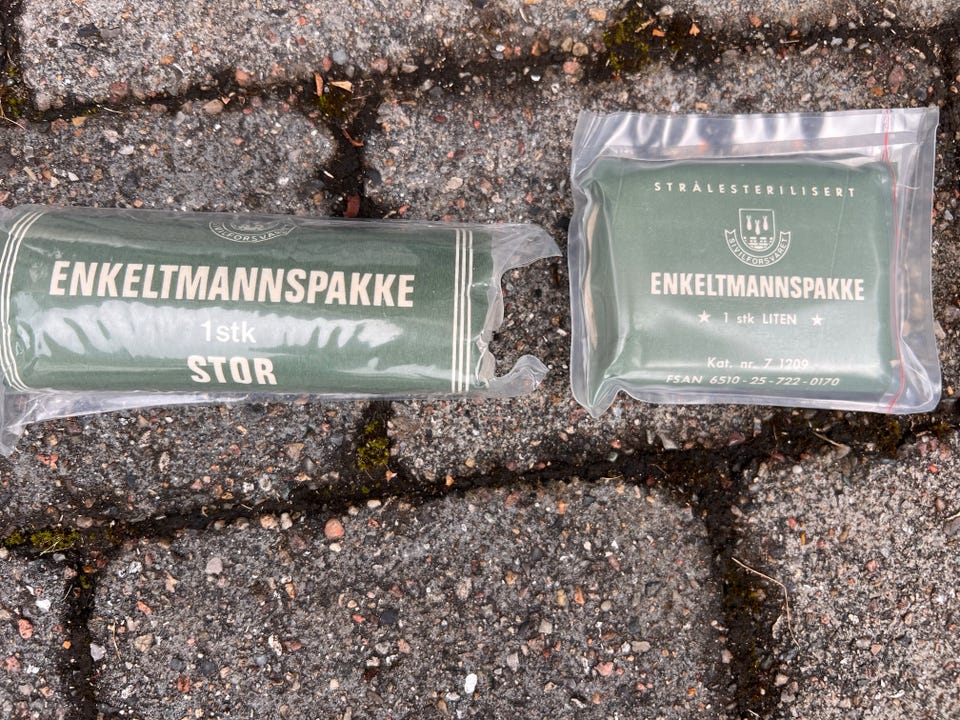 ENKELTMANNSPAKKE
1stk
STOR
STRÅLESTERILISERT
SIVILFORSVARET
ENKELTMANNSPAKKE
★ 1 stk LITEN ★
Kat. nr. 7 1209
FSAN 6510-25-722-0170